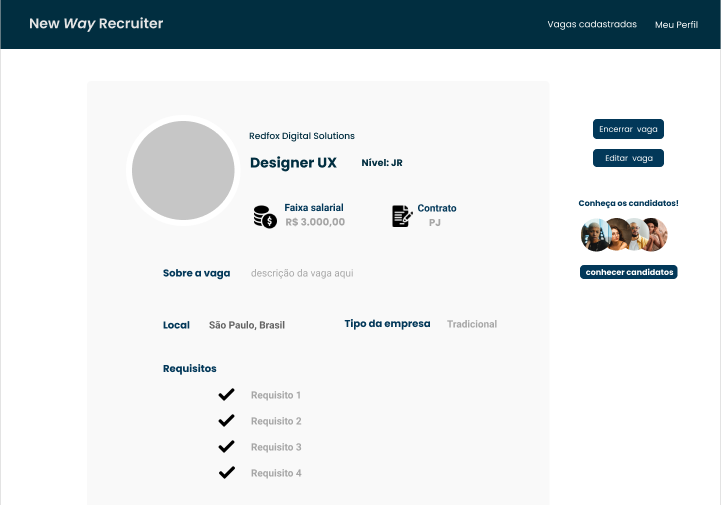 New Way Recruiter
Vagas cadastradas
Meu Perfil
Redfox Digital Solutions
Designer UX
Nível: JR
Faixa salarial
R$ 3.000,00
Contrato
PJ
Sobre a vaga
descrição da vaga aqui
Local
São Paulo, Brasil
Tipo da empresa
Tradicional
Requisitos
Requisito 1
Requisito 2
Requisito 3
Requisito 4
Encerrar vaga
Editar vaga
Conheça os candidatos!
conhecer candidatos